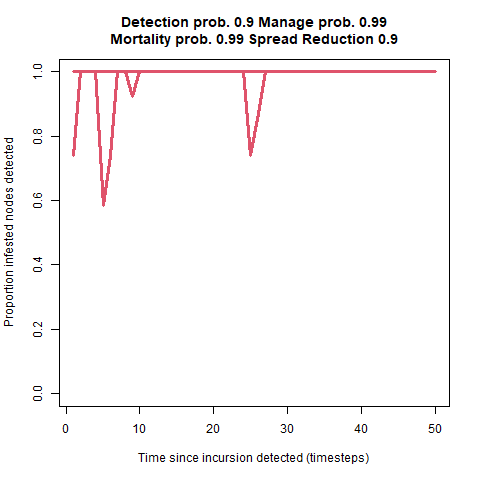 Detection prob. 0.9 Manage prob. 0.99
Mortality prob. 0.99 Spread Reduction 0.9
Proportion infested nodes detected
1.0
0.8
0.6
0.4
0.2
0.0
0 10 20 30 40 50
Time since incursion detected (timesteps)